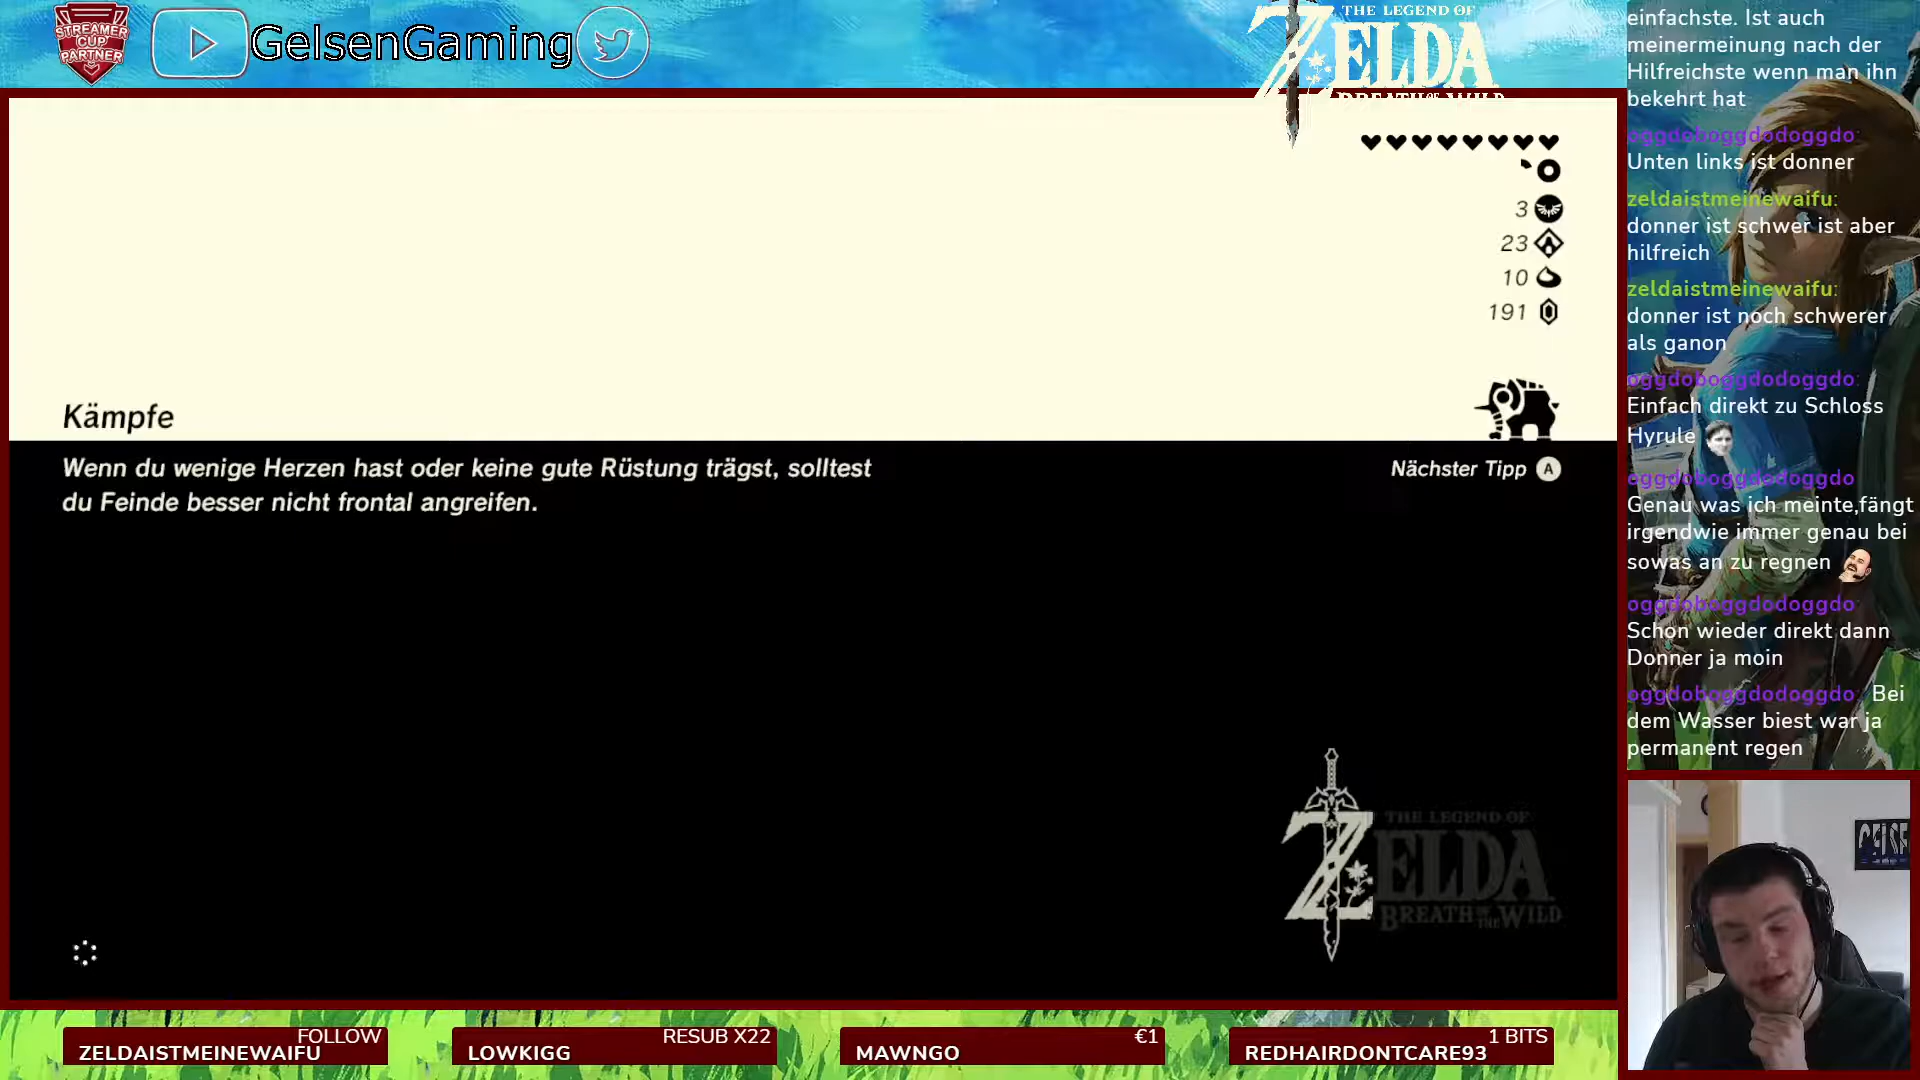 STREAMER
CUP
PARTNER
GelsenGaming
THE LEGEND OF
ZELDA
BREATH OF THE WILD
3
23
10
191
Kämpfe
Wenn du wenige Herzen hast oder keine gute Rüstung trägst, solltest
du Feinde besser nicht frontal angreifen.
Nächster Tipp A
THE LEGEND OF
ZELDA
BREATH OF THE WILD
einfachste. Ist auch
meinermeinung nach der
Hilfreichste wenn man ihn
bekehrt hat
oggdoboggdodoggdo:
Unten links ist donner
zeldaistmeinewaifu:
donner ist schwer ist aber
hilfreich
zeldaistmeinewaifu:
donner ist noch schwerer
als ganon
oggdoboggdodoggdo:
Einfach direkt zu Schloss
Hyrule
oggdoboggdodoggdo:
Genau was ich meinte,fängt
irgendwie immer genau bei
sowas an zu regnen
oggdoboggdodoggdo:
Schon wieder direkt dann
Donner ja moin
oggdoboggdodoggdo: Bei
dem Wasser biest war ja
permanent regen
FOLLOW
ZELDAISTMEINEWAIFU
RESUB X22
LOWKIGG
€1
MAWNGO
1 BITS
REDHAIRDONTCARE93